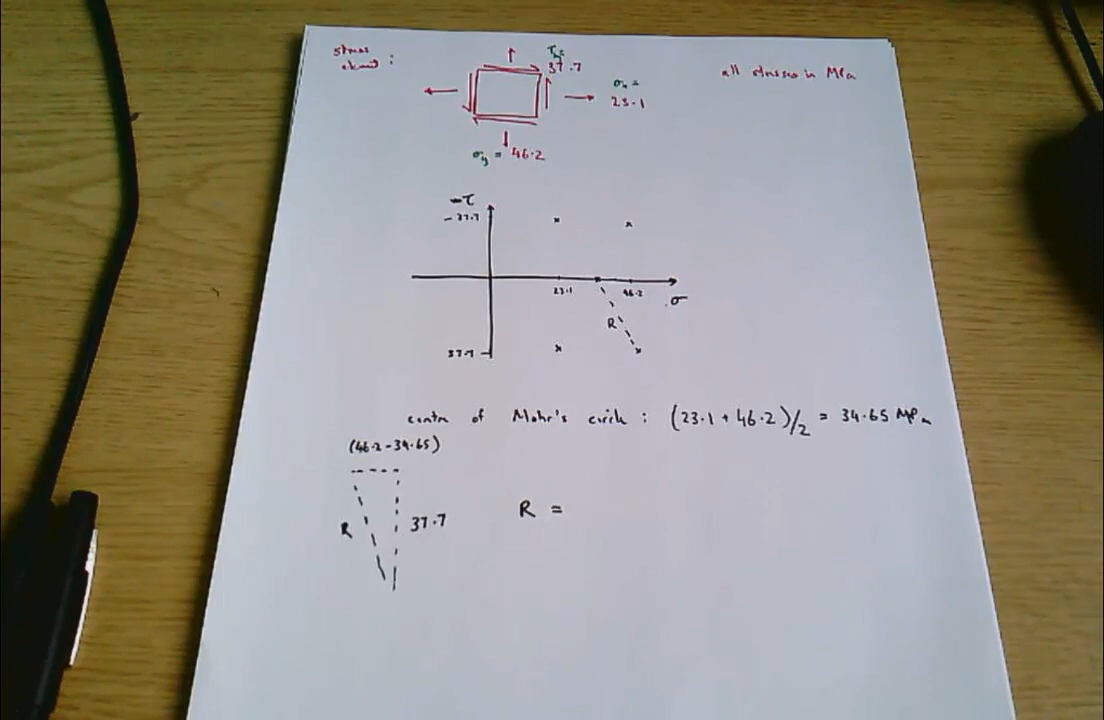 stress
element :
τxy =
37.7
σx =
23.1
all stresses in MPa
σy = 46.2
-τ
-37.7
23.1
46.2
σ
R
37.7
centre of Mohr's circle : (23.1 + 46.2)/2 = 34.65 MPa
(46.2-34.65)
R
37.7
R =